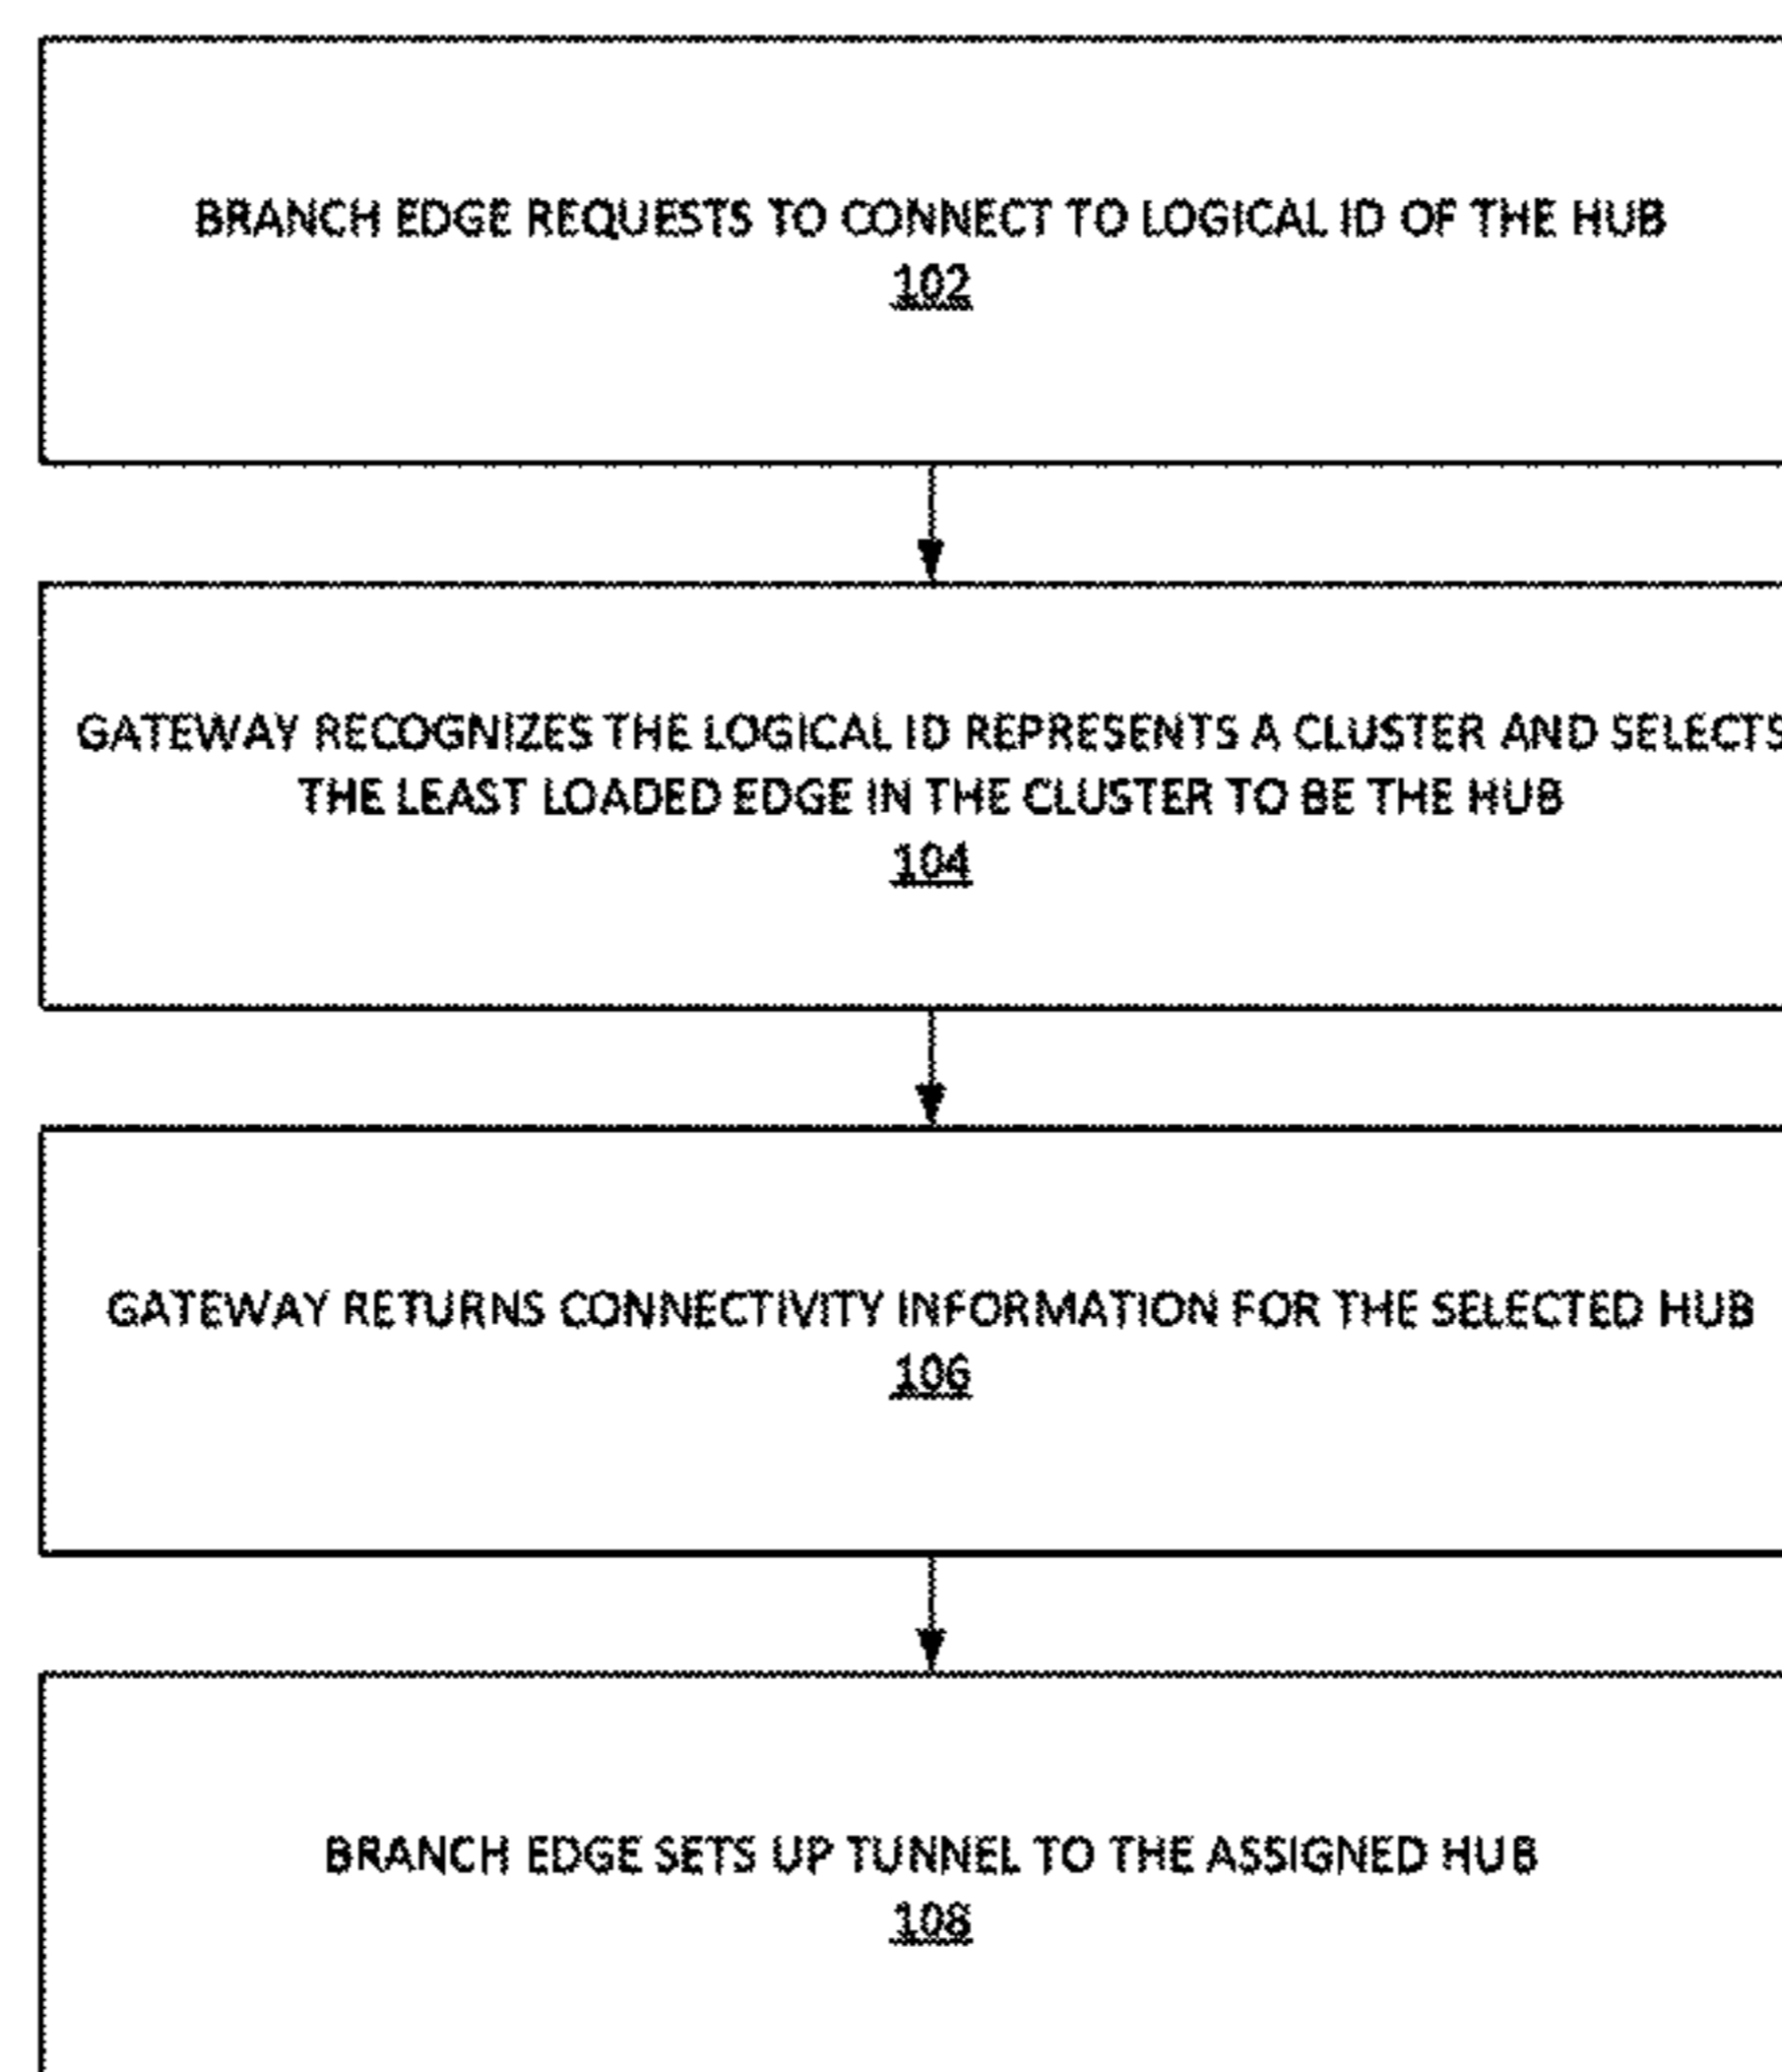 BRANCH EDGE REQUESTS TO CONNECT TO LOGICAL ID OF THE HUB
102
GATEWAY RECOGNIZES THE LOGICAL ID REPRESENTS A CLUSTER AND SELECTS
THE LEAST LOADED EDGE IN THE CLUSTER TO BE THE HUB
104
GATEWAY RETURNS CONNECTIVITY INFORMATION FOR THE SELECTED HUB
106
BRANCH EDGE SETS UP TUNNEL TO THE ASSIGNED HUB
108